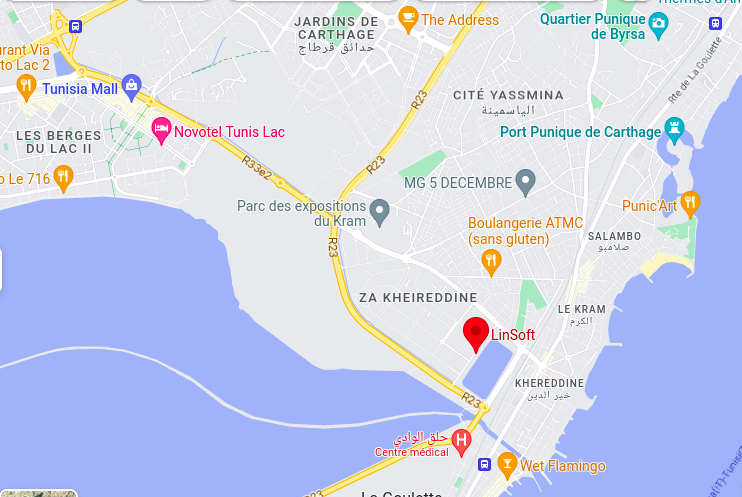 The Address
JARDINS DE
CARTHAGE
حدائق قرطاج
Quartier Punique
de Byrsa
Rte de La Goulette
to Lac 2
Tunisia Mall
R23
CITÉ YASSMINA
الياسمينة
LES BERGES
DU LAC II
Novotel Tunis Lac
Port Punique de Carthage
R33e2
R23
o Le 716
MG 5 DECEMBRE
Parc des expositions
du Kram
Punic'Art
Boulangerie ATMC
(sans gluten)
R23
SALAMBO
صلامبو
ZA KHEIREDDINE
LE KRAM
الكرم
LinSoft
KHEREDDINE
خير الدين
R23
حلق الوادي
Centre médical
H
Wet Flamingo
R23
La Goulette